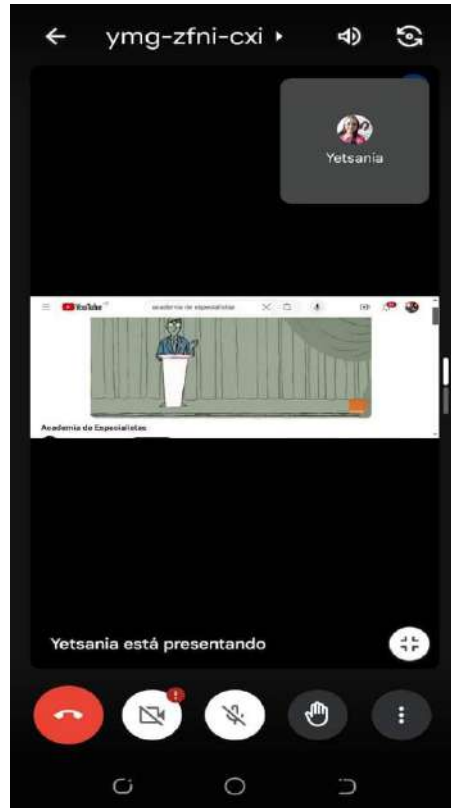 ymg-zfni-cxi
Yetsania
YouTube
academia de especialistas
Academia de Especialistas
Yetsania está presentando